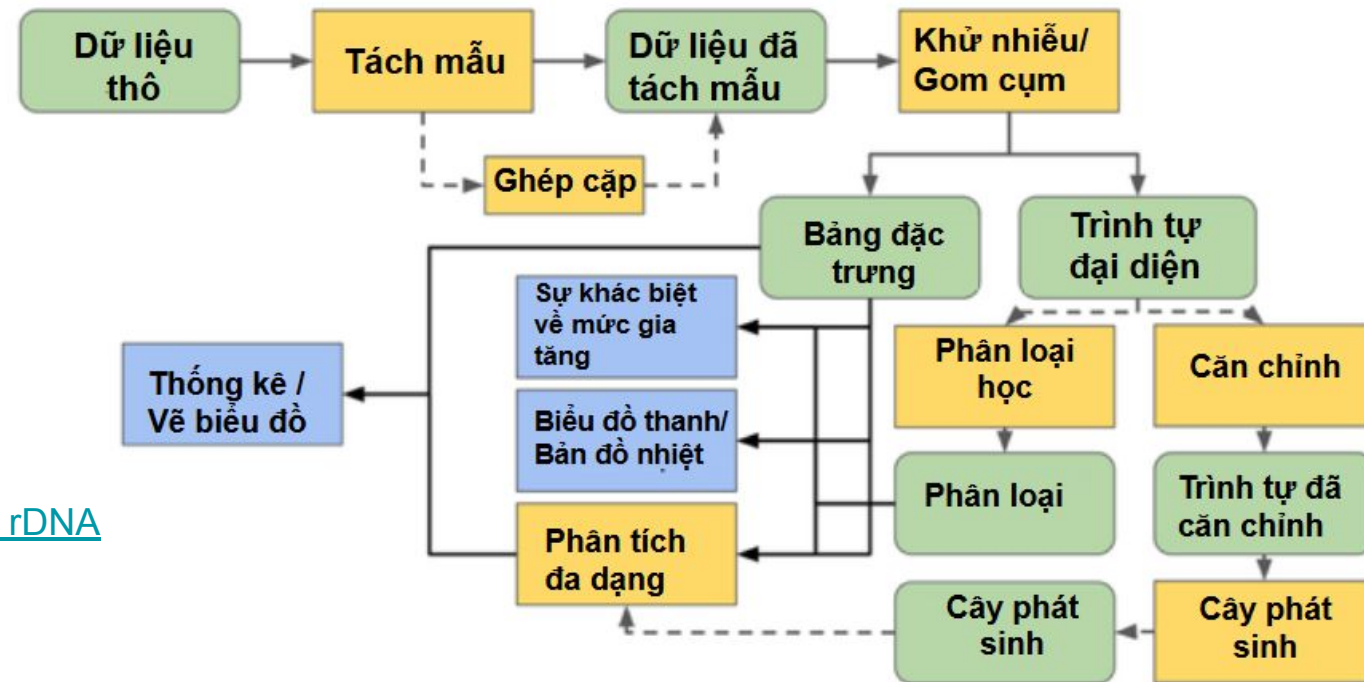 Dữ liệu
thô
Tách mẫu
Dữ liệu đã
tách mẫu
Khử nhiễu/
Gom cụm
Ghép cặp
Bảng đặc
trưng
Trình tự
đại diện
Sự khác biệt
về mức gia
tăng
Phân loại
học
Căn chỉnh
Thống kê /
Vẽ biểu đồ
Biểu đồ thanh/
Bản đồ nhiệt
Phân loại
Trình tự đã
căn chỉnh
rDNA
Phân tích
đa dạng
Cây phát
sinh
Cây phát
sinh